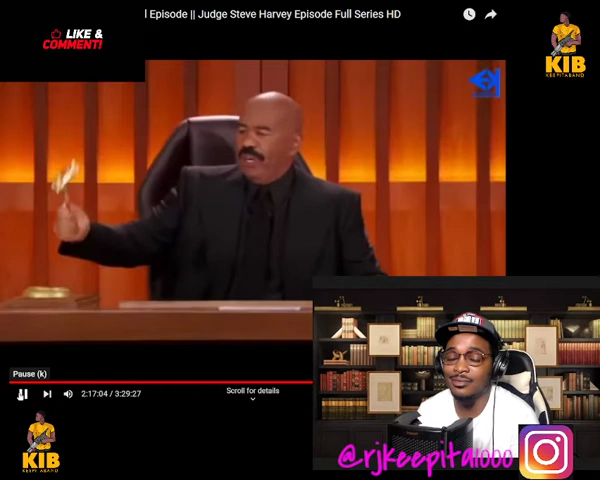 l Episode || Judge Steve Harvey Episode Full Series HD
LIKE &
COMMENT!
KIB
KEEPITABAND
Pause (k)
2:17:04 / 3:29:27
Scroll for details
KIB
KEEPITABAND
@rjkeepita1000